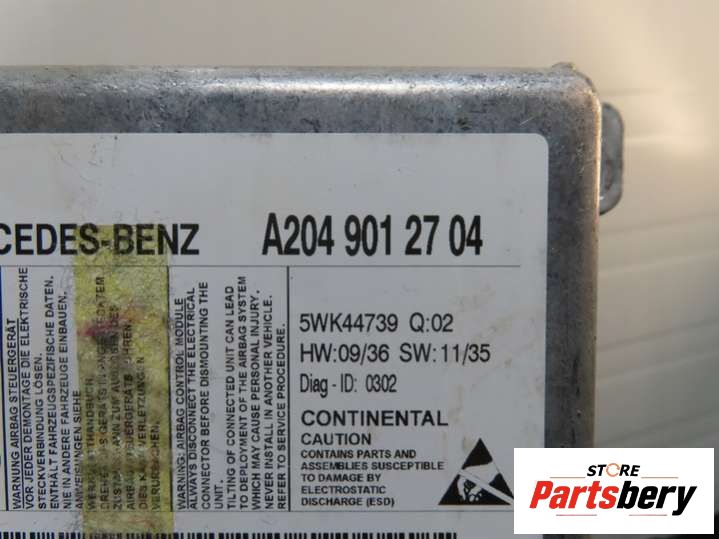 CEDES-BENZ A204 901 27 04
WARNUNG: AIRBAG STEUERGERÄT
VOR JEDER DEMONTAGE DIE ELEKTRISCHE
STECKVERBINDUNG LÖSEN.
ENTHÄLT FAHRZEUGSPEZIFISCHE DATEN.
NIE IN ANDERE FAHRZEUGE EINBAUEN.
ANWEISUNGEN SIEHE
WARNING: AIRBAG CONTROL MODULE
ALWAYS DISCONNECT THE ELECTRICAL
CONNECTOR BEFORE DISMOUNTING THE
UNIT.
TILTING OF CONNECTED UNIT CAN LEAD
TO DEPLOYMENT OF THE AIRBAG SYSTEM
WHICH MAY CAUSE PERSONAL INJURY.
NEVER INSTALL IN ANOTHER VEHICLE.
REFER TO SERVICE PROCEDURE.
5WK44739 Q:02
HW:09/36 SW:11/35
Diag - ID: 0302
CONTINENTAL
CAUTION
CONTAINS PARTS AND
ASSEMBLIES SUSCEPTIBLE
TO DAMAGE BY
ELECTROSTATIC
DISCHARGE (ESD)
STORE
Partsbery